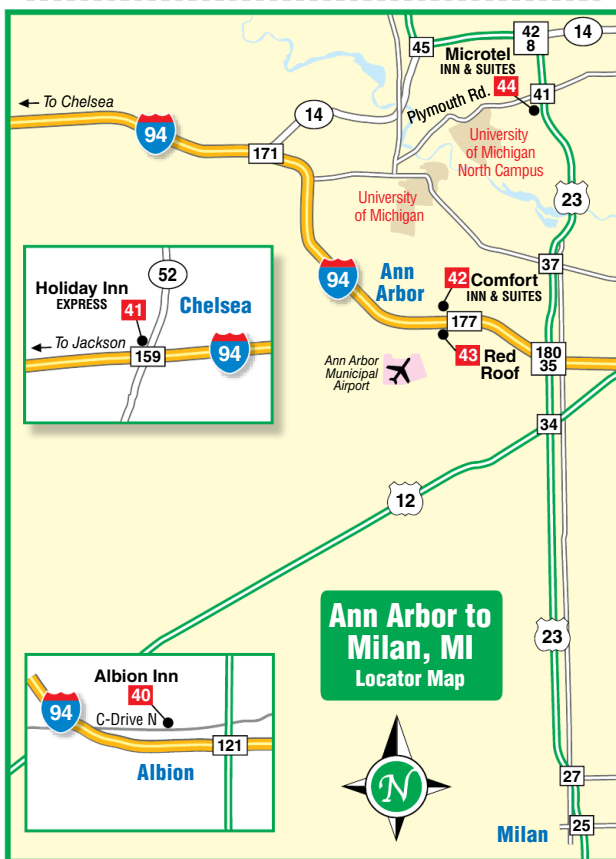 45
42
8
14
Microtel
INN & SUITES
44
41
Plymouth Rd.
To Chelsea
94
14
171
University
of Michigan
North Campus
University
of Michigan
23
37
94
Ann
Arbor
42
Comfort
INN & SUITES
177
43
Red
Roof
Ann Arbor
Municipal
Airport
180
35
34
52
Holiday Inn
EXPRESS
41
Chelsea
To Jackson
159
94
12
Ann Arbor to
Milan, MI
Locator Map
23
Albion Inn
40
C-Drive N
94
121
Albion
N
27
25
Milan